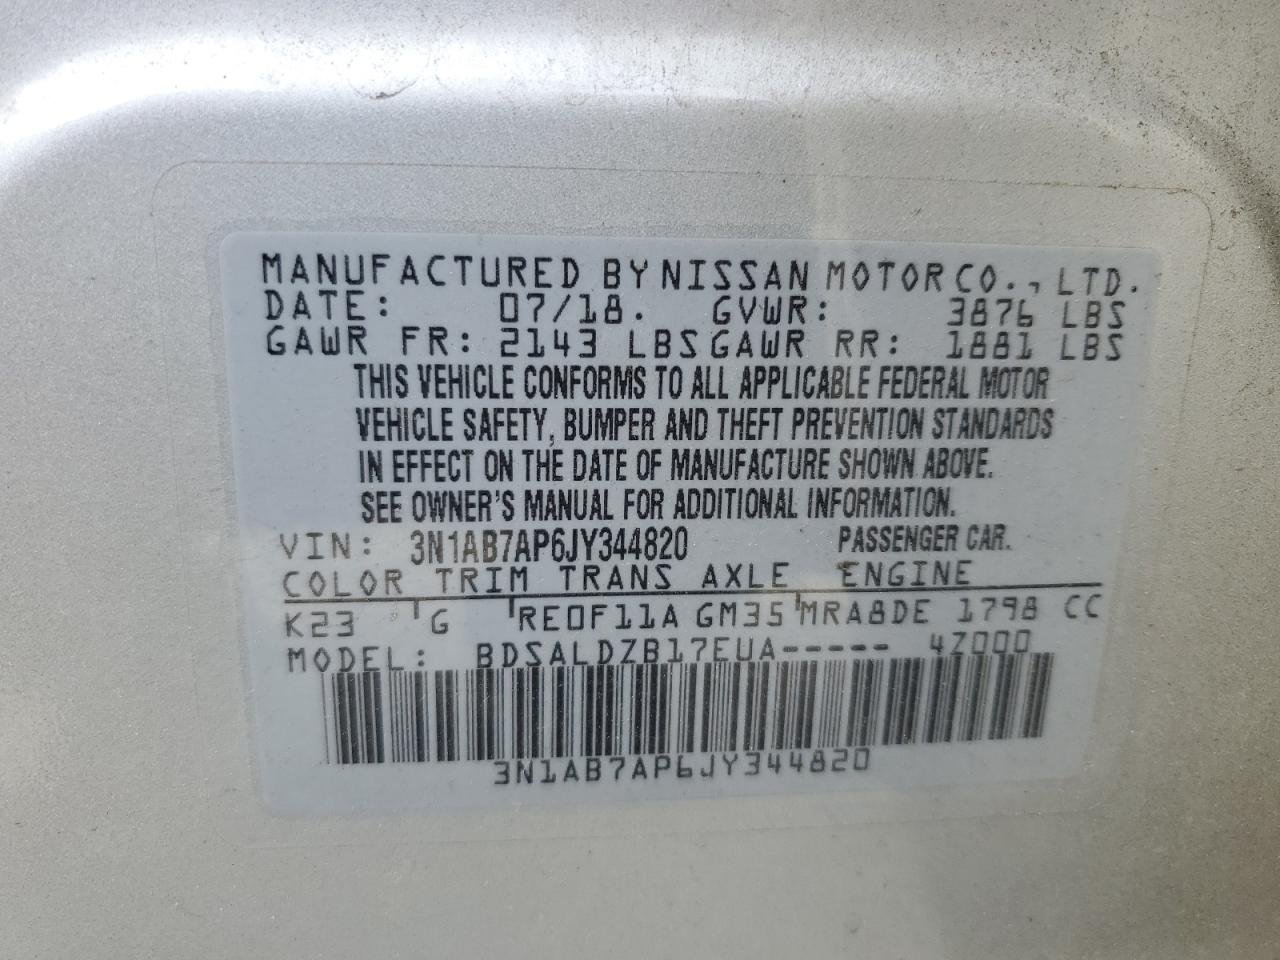 MANUFACTURED BY NISSAN MOTOR CO., LTD.
DATE: 07/18. GVWR: 3876 LBS
GAWR FR: 2143 LBS GAWR RR: 1881 LBS
THIS VEHICLE CONFORMS TO ALL APPLICABLE FEDERAL MOTOR
VEHICLE SAFETY, BUMPER AND THEFT PREVENTION STANDARDS
IN EFFECT ON THE DATE OF MANUFACTURE SHOWN ABOVE.
SEE OWNER'S MANUAL FOR ADDITIONAL INFORMATION.
VIN: 3N1AB7AP6JY344820 PASSENGER CAR.
COLOR TRIM TRANS AXLE ENGINE
K23 G RE0F11A GM35 MRA8DE 1798 CC
MODEL: BDSALDZB17EUA----- 4Z000
3N1AB7AP6JY344820